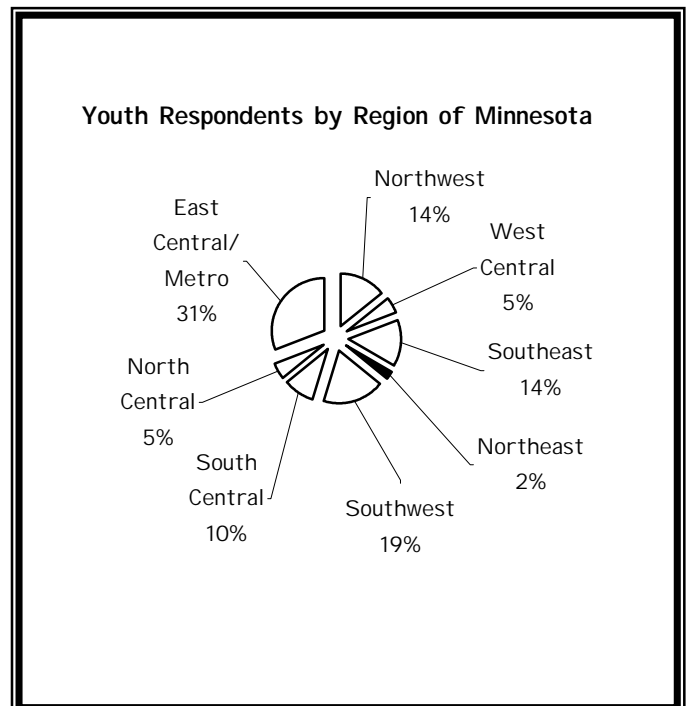 Youth Respondents by Region of Minnesota
Northwest
14%
West
Central
5%
Southeast
14%
Northeast
2%
Southwest
19%
South
Central
10%
North
Central
5%
East
Central/
Metro
31%